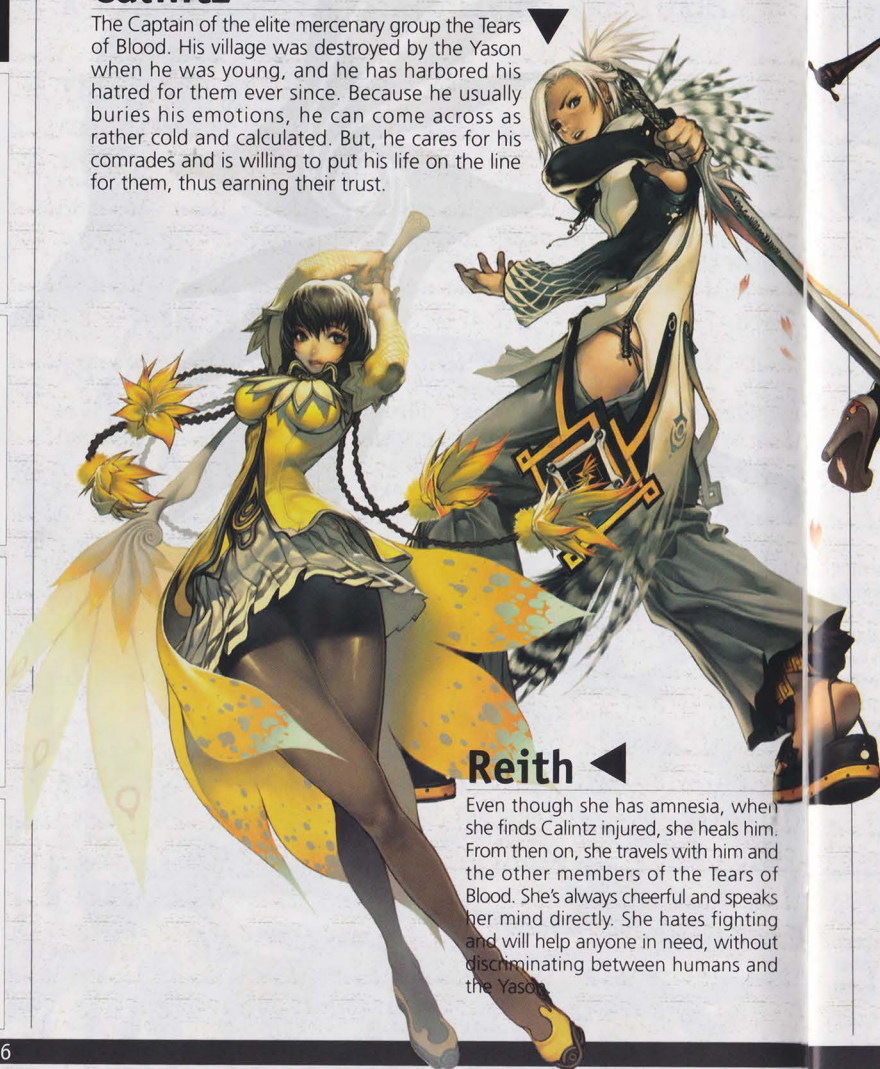 Calintz
The Captain of the elite mercenary group the Tears
of Blood. His village was destroyed by the Yason
when he was young, and he has harbored his
hatred for them ever since. Because he usually
buries his emotions, he can come across as
rather cold and calculated. But, he cares for his
comrades and is willing to put his life on the line
for them, thus earning their trust.
Reith
Even though she has amnesia, when
she finds Calintz injured, she heals him.
From then on, she travels with him and
the other members of the Tears of
Blood. She's always cheerful and speaks
her mind directly. She hates fighting
and will help anyone in need, without
discriminating between humans and
the Yason.
6